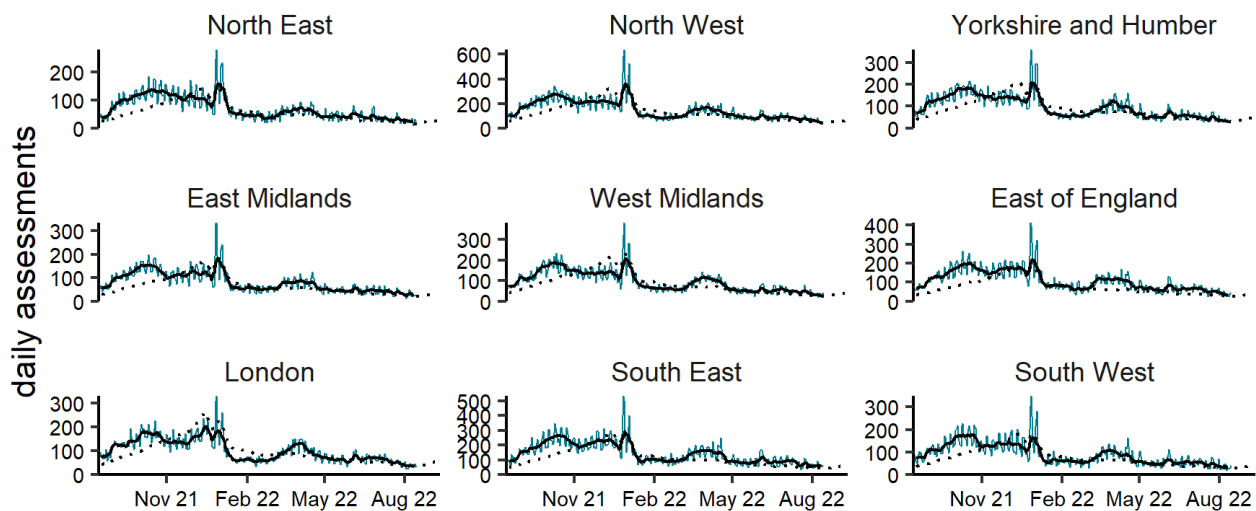 North East
North West
Yorkshire and Humber
200
100
0
600
400
200
0
300
200
100
0
daily assessments
East Midlands
West Midlands
East of England
300
200
100
0
300
200
100
0
400
300
200
100
0
London
South East
South West
300
200
100
0
500
400
300
200
100
0
300
200
100
0
Nov 21 Feb 22 May 22 Aug 22
Nov 21 Feb 22 May 22 Aug 22
Nov 21 Feb 22 May 22 Aug 22